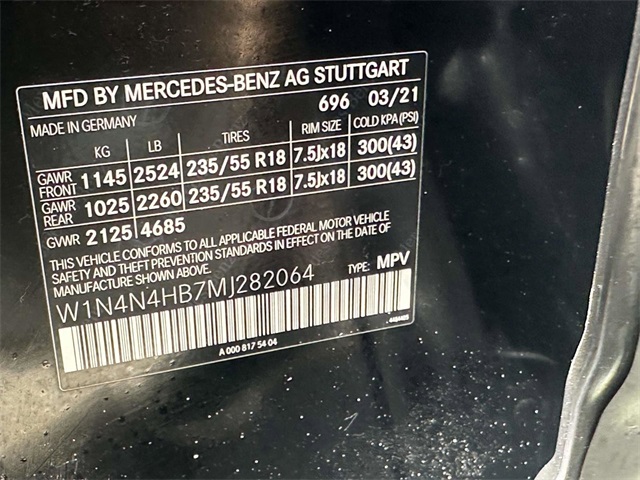 MFD BY MERCEDES-BENZ AG STUTTGART
696 03/21
MADE IN GERMANY
KG LB TIRES RIM SIZE COLD KPA(PSI)
GAWR FRONT 1145 2524 235/55 R18 7.5Jx18 300(43)
GAWR REAR 1025 2260 235/55 R18 7.5Jx18 300(43)
GVWR 2125 4685
THIS VEHICLE CONFORMS TO ALL APPLICABLE FEDERAL MOTOR VEHICLE
SAFETY AND THEFT PREVENTION STANDARDS IN EFFECT ON THE DATE OF
MANUFACTURE SHOWN ABOVE.
W1N4N4HB7MJ282064 TYPE: MPV
A 000 817 54 04